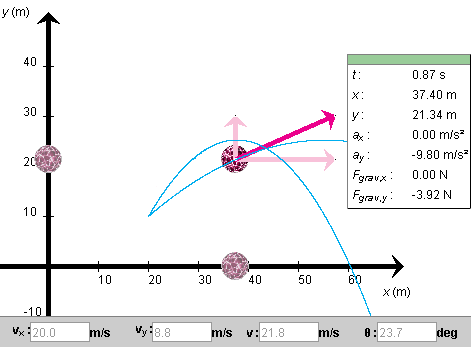 y (m)
40
30
20
10
-10
10
20
30
40
50
60
x (m)
t: 0.87 s
x: 37.40 m
y: 21.34 m
ax: 0.00 m/s²
ay: -9.80 m/s²
Fgrav,x: 0.00 N
Fgrav,y: -3.92 N
vx: 20.0 m/s vy: 8.8 m/s v: 21.8 m/s θ: 23.7 deg